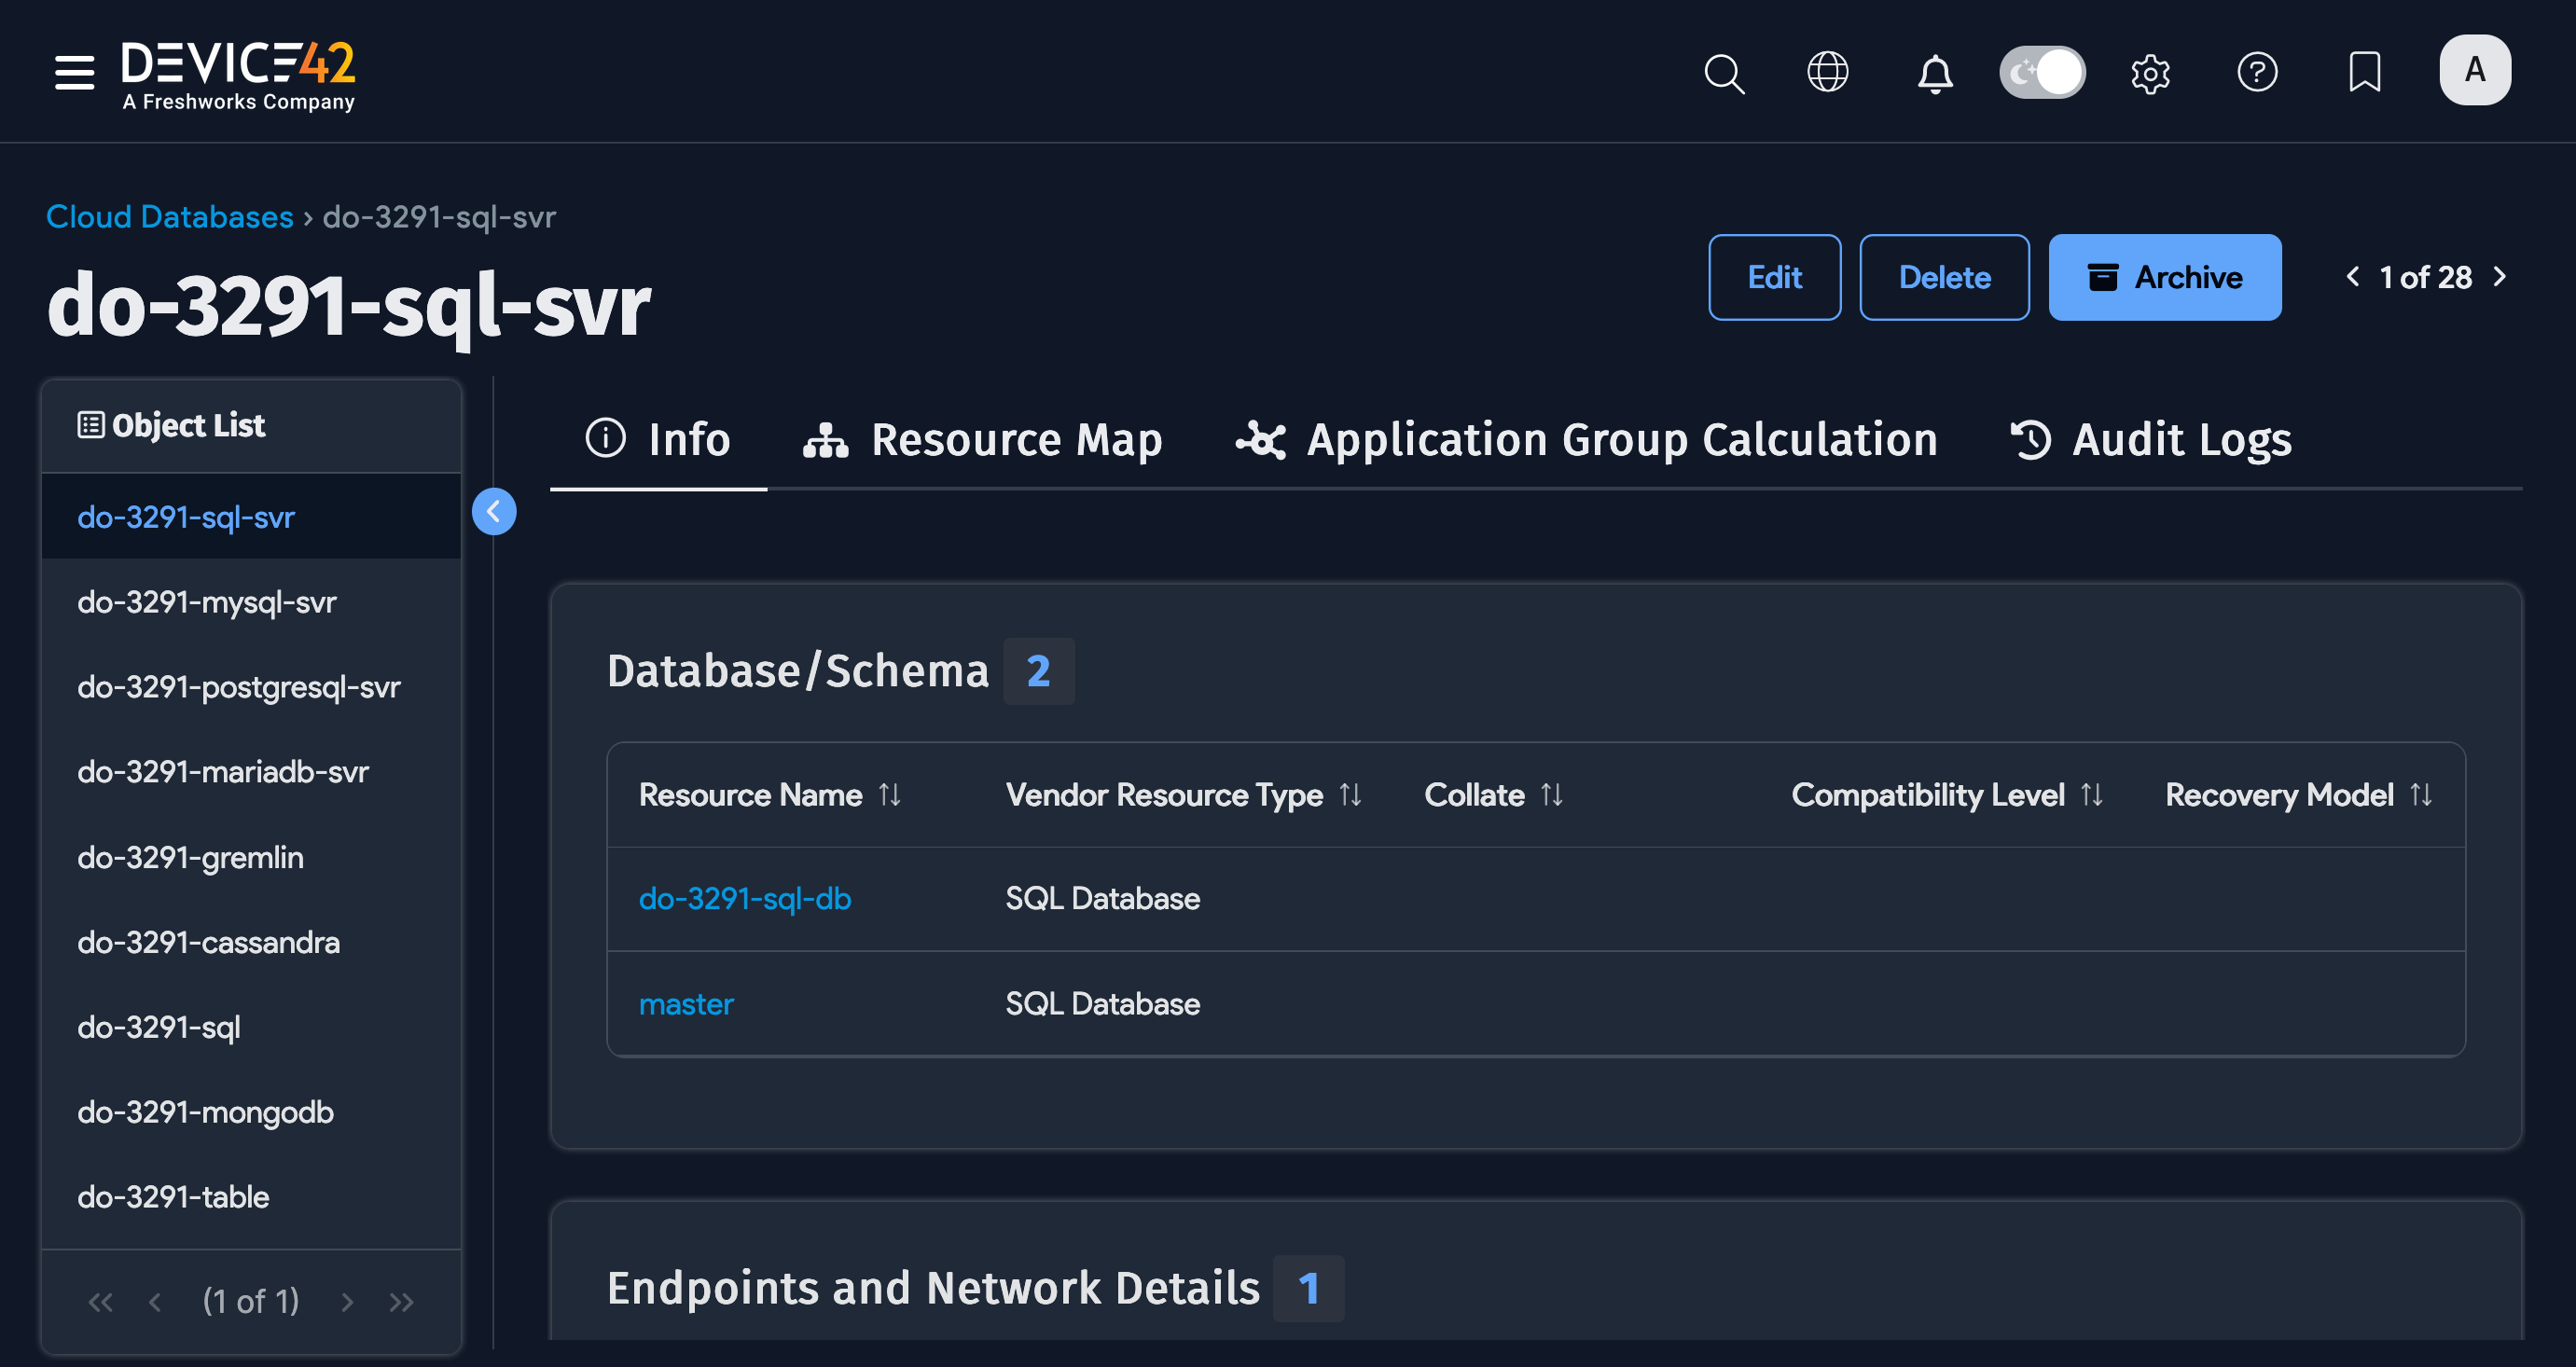 DEVICE42
A Freshworks Company
A
Cloud Databases › do-3291-sql-svr
do-3291-sql-svr
Edit
Delete
Archive
1 of 28
Object List
do-3291-sql-svr
do-3291-mysql-svr
do-3291-postgresql-svr
do-3291-mariadb-svr
do-3291-gremlin
do-3291-cassandra
do-3291-sql
do-3291-mongodb
do-3291-table
(1 of 1)
Info Resource Map Application Group Calculation Audit Logs
Database/Schema 2
Resource Name Vendor Resource Type Collate Compatibility Level Recovery Model
do-3291-sql-db SQL Database
master SQL Database
Endpoints and Network Details 1